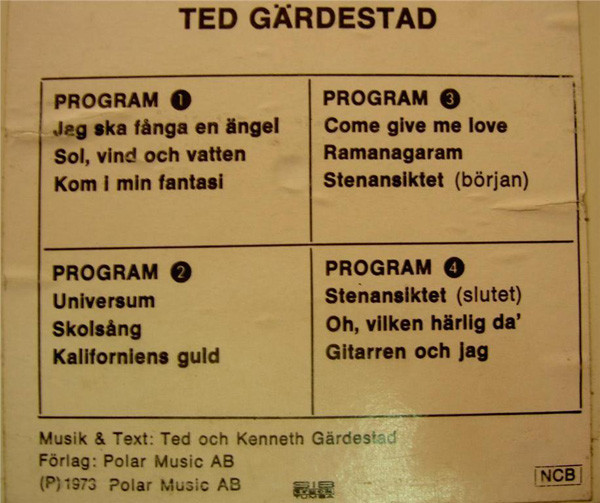 TED GÄRDESTAD
PROGRAM 1
Jag ska fånga en ängel
Sol, vind och vatten
Kom i min fantasi
PROGRAM 2
Universum
Skolsång
Kaliforniens guld
PROGRAM 3
Come give me love
Ramanagaram
Stenansiktet (början)
PROGRAM 4
Stenansiktet (slutet)
Oh, vilken härlig da'
Gitarren och jag
Musik & Text: Ted och Kenneth Gärdestad
Förlag: Polar Music AB
(P) 1973 Polar Music AB
NCB